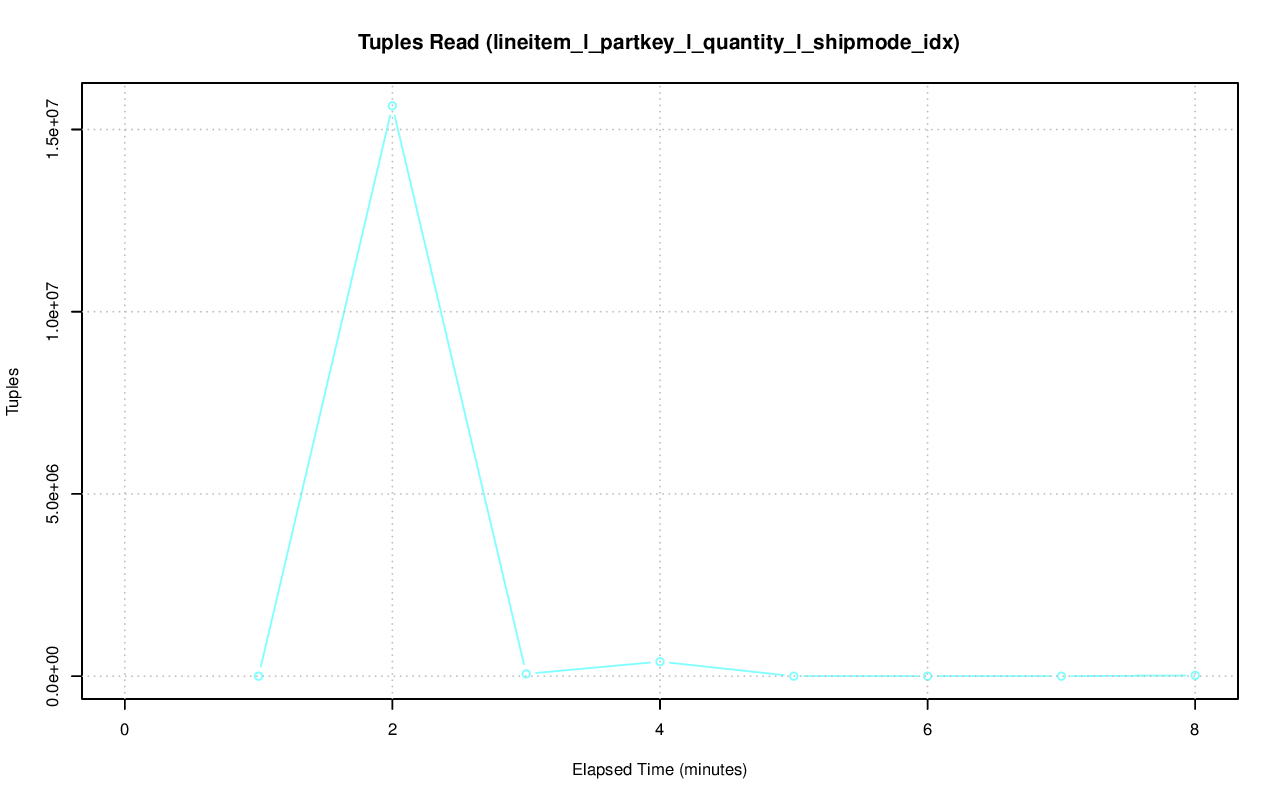 Tuples Read (lineitem_l_partkey_l_quantity_l_shipmode_idx)
1.5e+07
1.0e+07
5.0e+06
0.0e+00
Tuples
0 2 4 6 8
Elapsed Time (minutes)